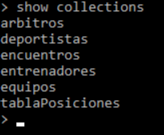 > show collections
arbitros
deportistas
encuentros
entrenadores
equipos
tablaPosiciones
>